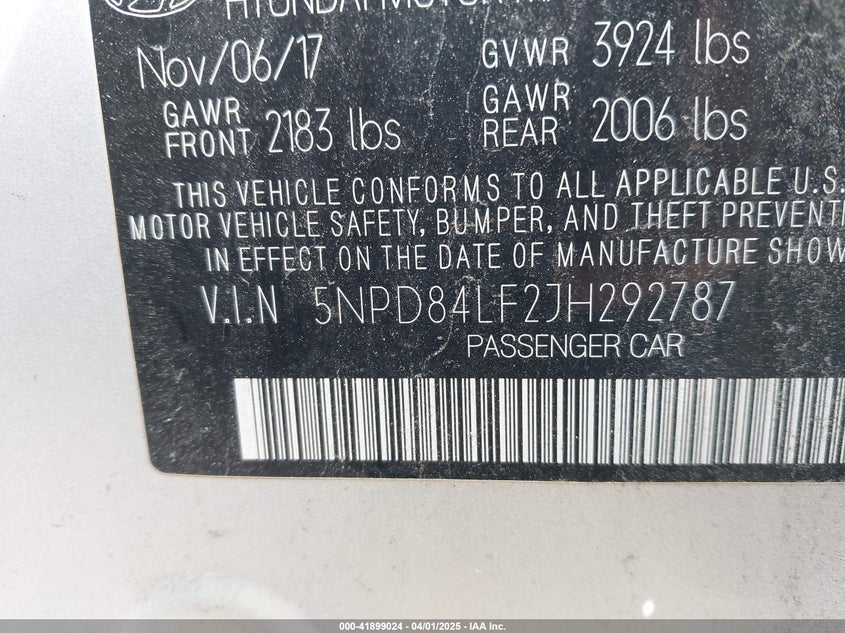 HYUNDAI MOTOR
Nov/06/17 GVWR 3924 lbs
GAWR FRONT 2183 lbs GAWR REAR 2006 lbs
THIS VEHICLE CONFORMS TO ALL APPLICABLE U.S.
MOTOR VEHICLE SAFETY, BUMPER, AND THEFT PREVENTI
IN EFFECT ON THE DATE OF MANUFACTURE SHOW
V.I.N 5NPD84LF2JH292787
PASSENGER CAR
000-41899024 | 04/01/2025 | IAA Inc.